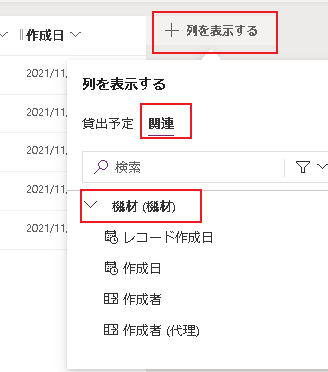 作成日
＋ 列を表示する
2021/11,
2021/11,
2021/11,
2021/11,
2021/11,
列を表示する
貸出予定 関連
検索
機材 (機材)
レコード作成日
作成日
作成者
作成者 (代理)